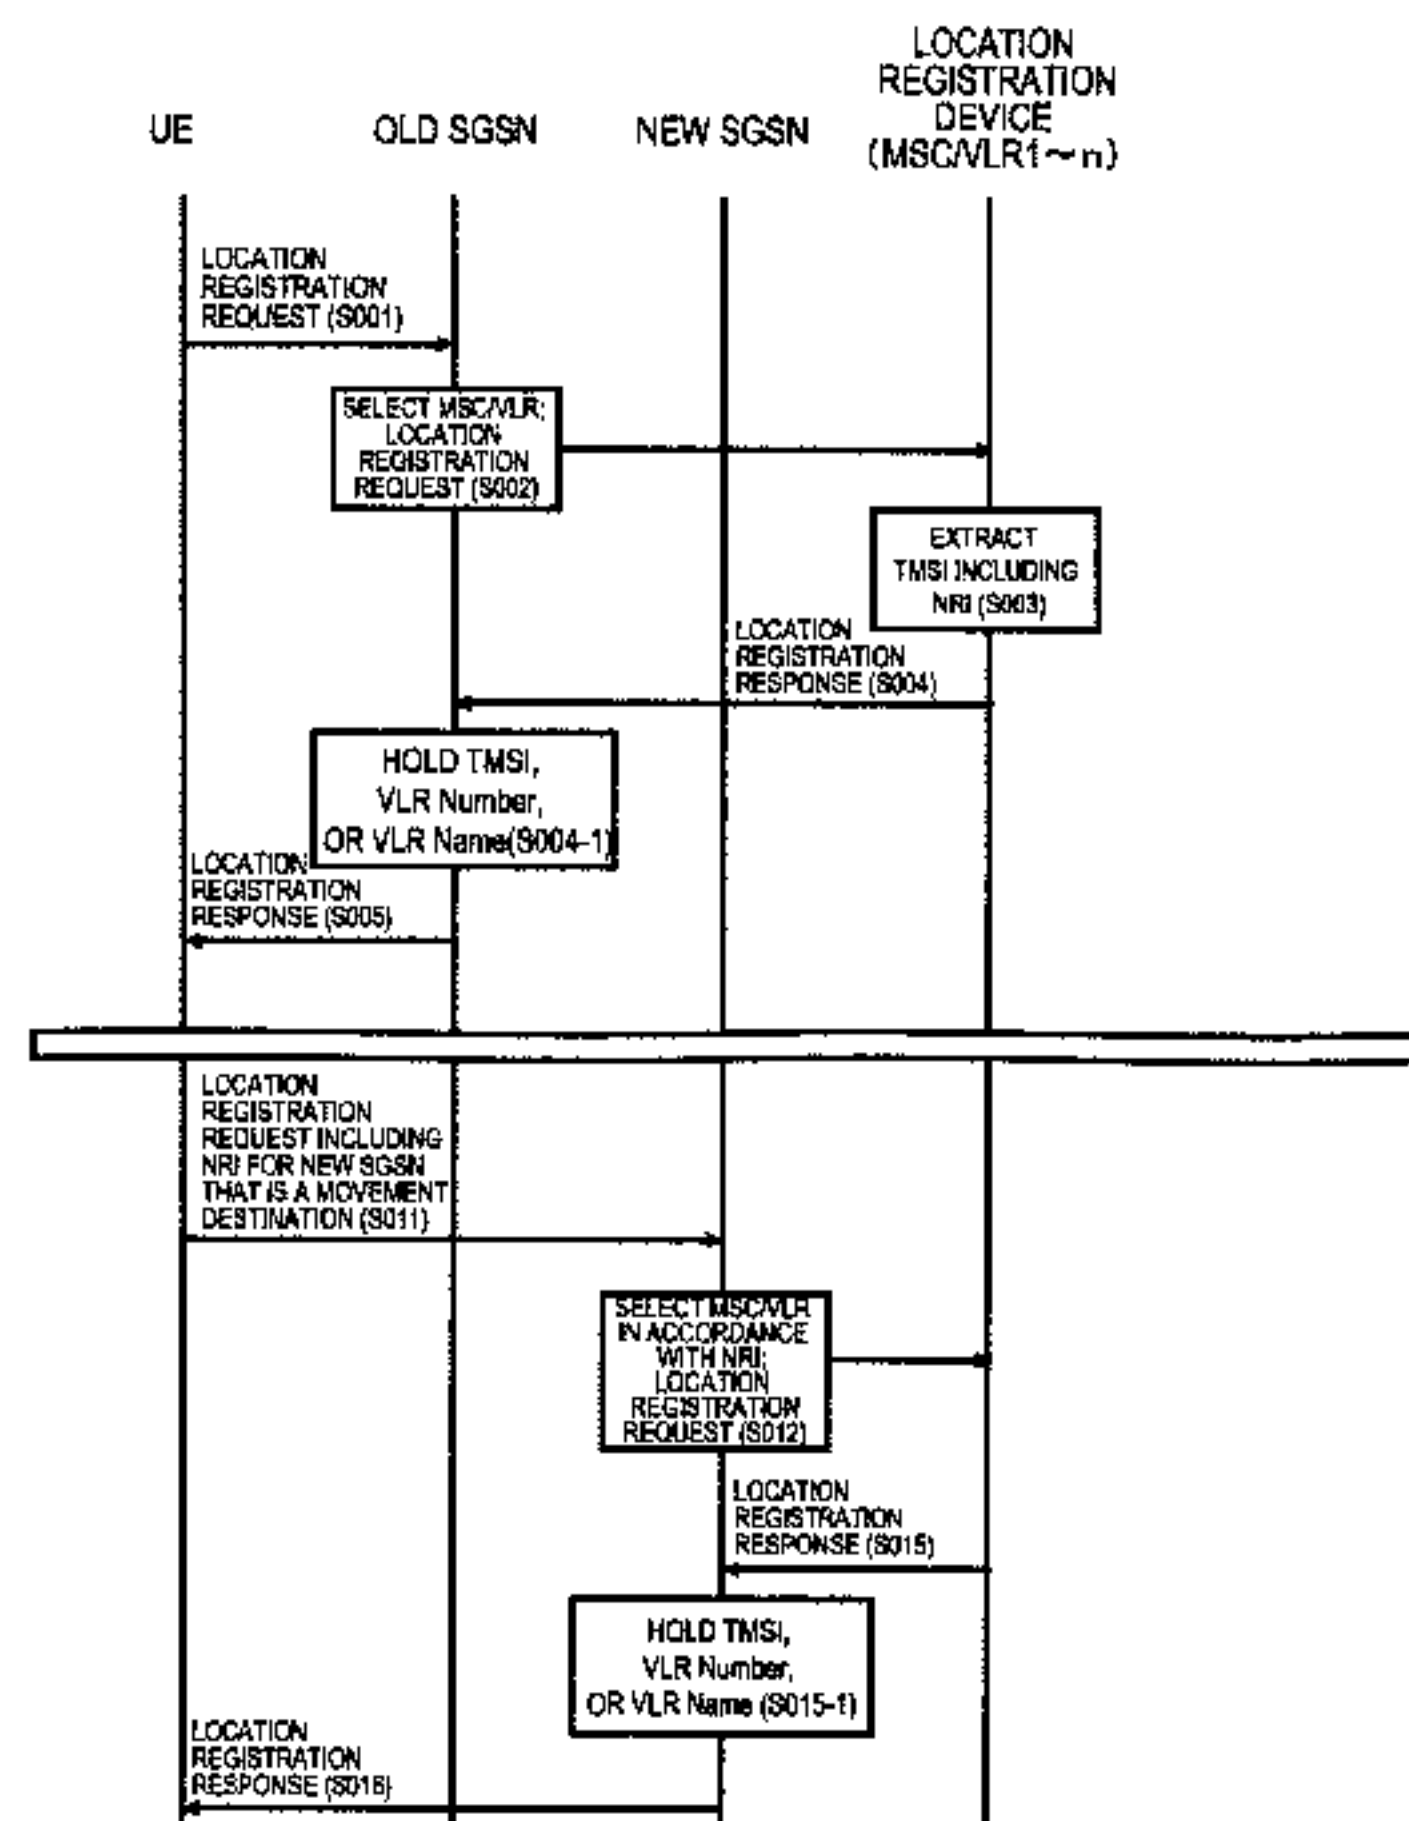 UE
OLD SGSN
NEW SGSN
LOCATION
REGISTRATION
DEVICE
(MSC/VLR1～n)
LOCATION
REGISTRATION
REQUEST (S001)
SELECT MSC/VLR;
LOCATION
REGISTRATION
REQUEST (S002)
EXTRACT
TMSI INCLUDING
NRI (S003)
LOCATION
REGISTRATION
RESPONSE (S004)
HOLD TMSI,
VLR Number,
OR VLR Name(S004-1)
LOCATION
REGISTRATION
RESPONSE (S005)
LOCATION
REGISTRATION
REQUEST INCLUDING
NRI FOR NEW SGSN
THAT IS A MOVEMENT
DESTINATION (S011)
SELECT MSC/VLR
IN ACCORDANCE
WITH NRI;
LOCATION
REGISTRATION
REQUEST (S012)
LOCATION
REGISTRATION
RESPONSE (S015)
HOLD TMSI,
VLR Number,
OR VLR Name (S015-1)
LOCATION
REGISTRATION
RESPONSE (S016)